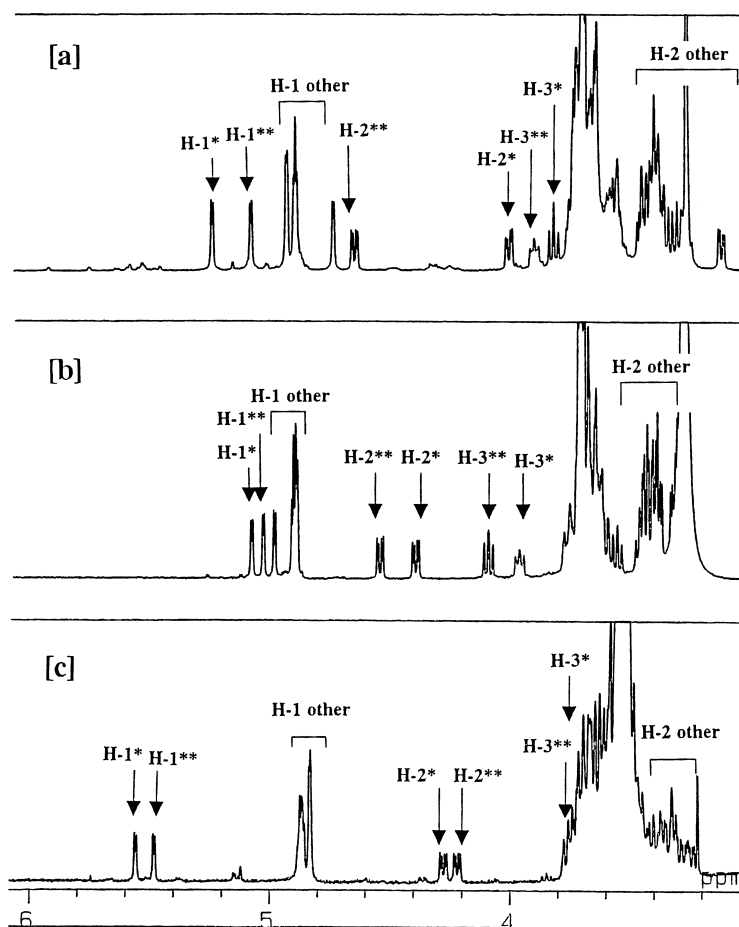 [a]
H-2 other
H-1 other
H-3*
H-1*
H-1**
H-2**
H-3**
H-2*
[b]
H-2 other
H-1 other
H-1**
H-1*
H-2**
H-2*
H-3**
H-3*
[c]
H-3*
H-1 other
H-2 other
H-1*
H-1**
H-3**
H-2*
H-2**
ppm
6
5
4